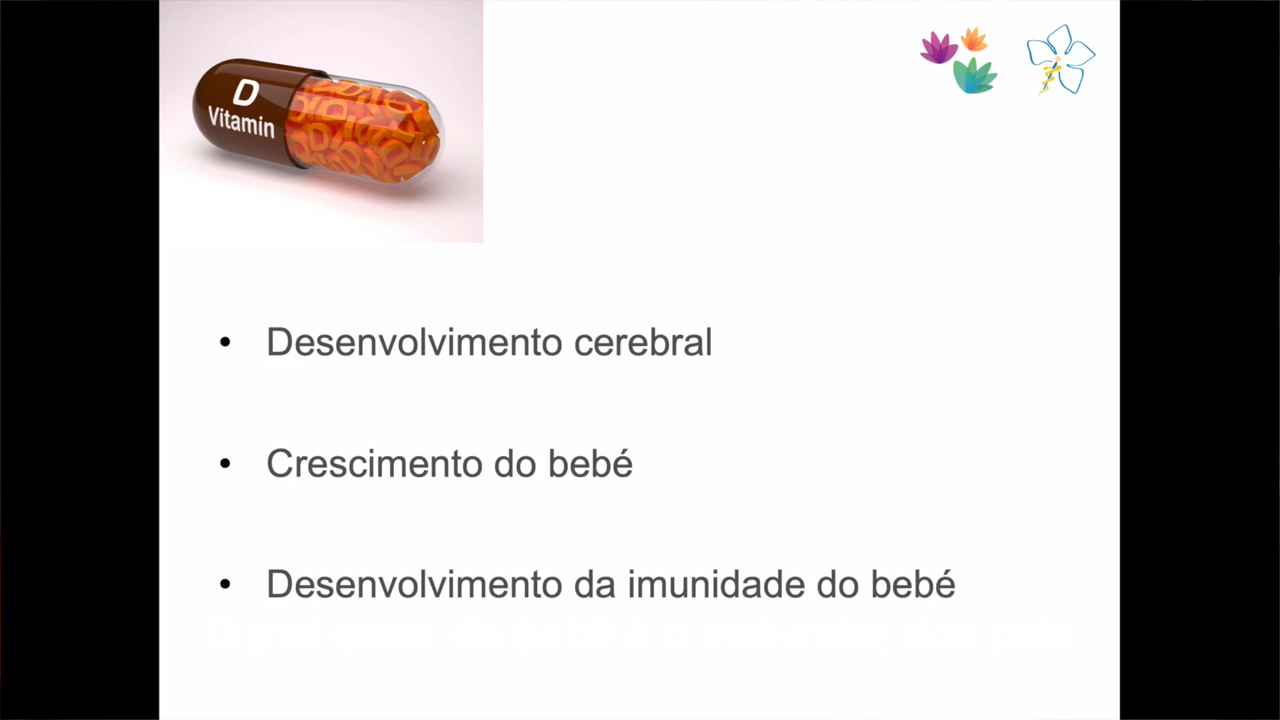 D
Vitamin
• Desenvolvimento cerebral
• Crescimento do bebé
• Desenvolvimento da imunidade do bebé